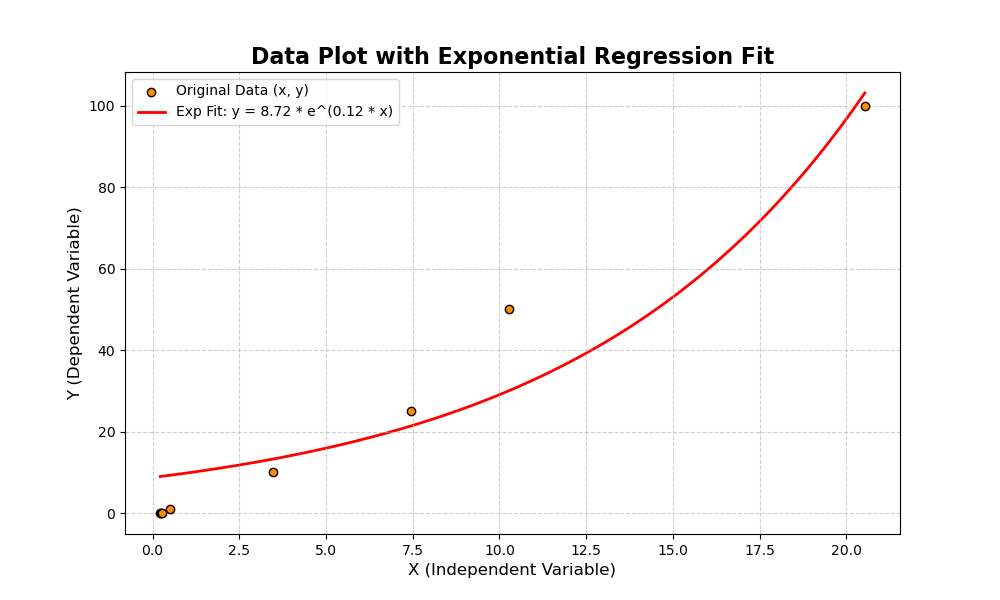 Data Plot with Exponential Regression Fit
Original Data (x, y)
Exp Fit: y = 8.72 * e^(0.12 * x)
Y (Dependent Variable)
100
80
60
40
20
0
0.0 2.5 5.0 7.5 10.0 12.5 15.0 17.5 20.0
X (Independent Variable)